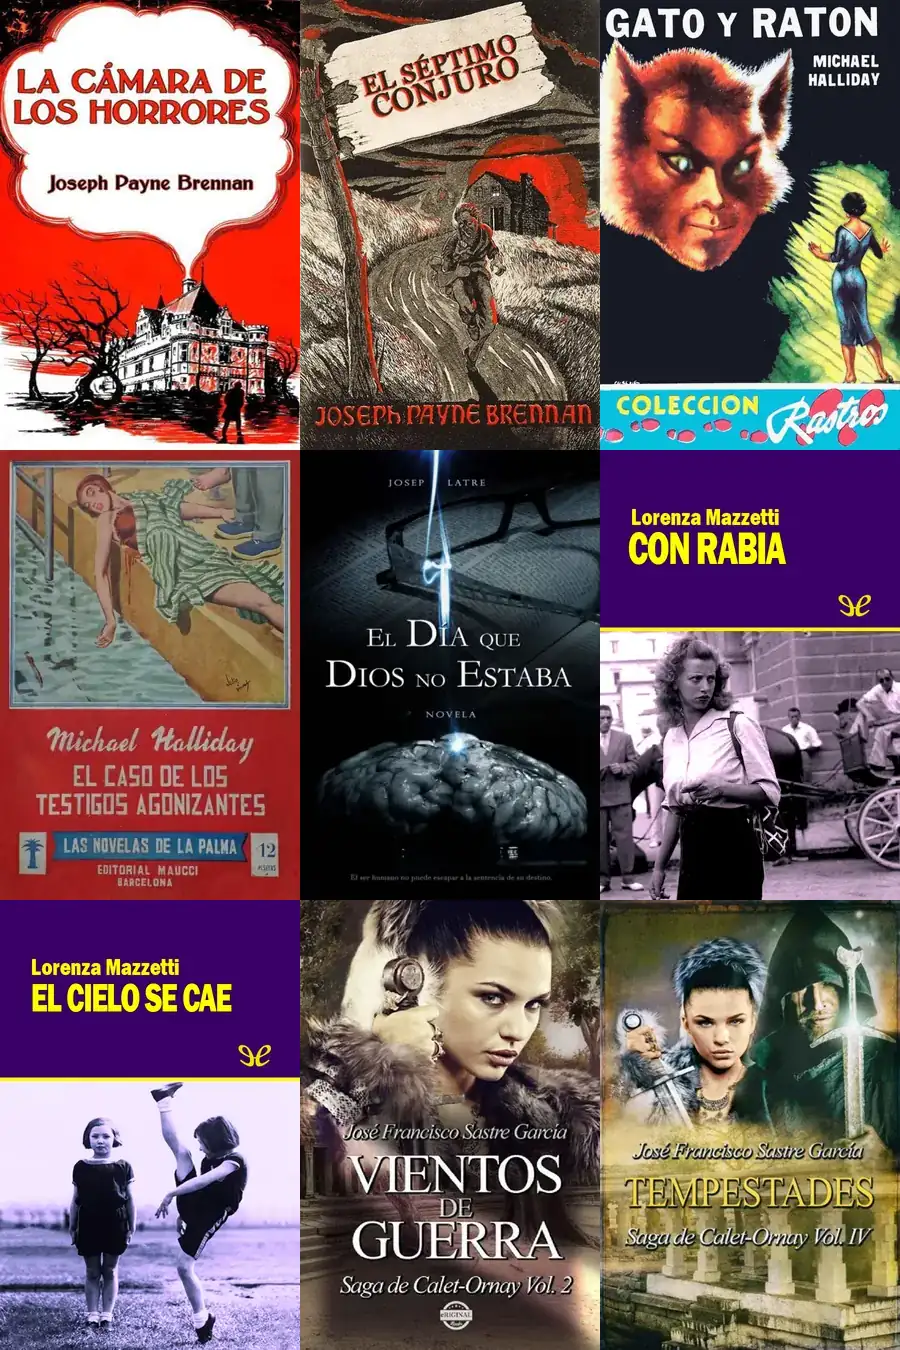 LA CÁMARA DE
LOS HORRORES
Joseph Payne Brennan
EL SÉPTIMO
CONJURO
JOSEPH PAYNE BRENNAN
GATO Y RATON
MICHAEL
HALLIDAY
COLECCION
Rastros
Michael Halliday
EL CASO DE LOS
TESTIGOS AGONIZANTES
LAS NOVELAS DE LA PALMA
12
PESETAS
EDITORIAL MAUCCI
BARCELONA
JOSEP LATRE
EL DÍA QUE
DIOS NO ESTABA
NOVELA
El ser humano no puede escapar a la sentencia de su destino.
Lorenza Mazzetti
CON RABIA
Lorenza Mazzetti
EL CIELO SE CAE
José Francisco Sastre García
VIENTOS
DE
GUERRA
Saga de Calet-Ornay Vol. 2
ERIGINAL
Books
José Francisco Sastre García
TEMPESTADES
Saga de Calet-Ornay Vol. IV